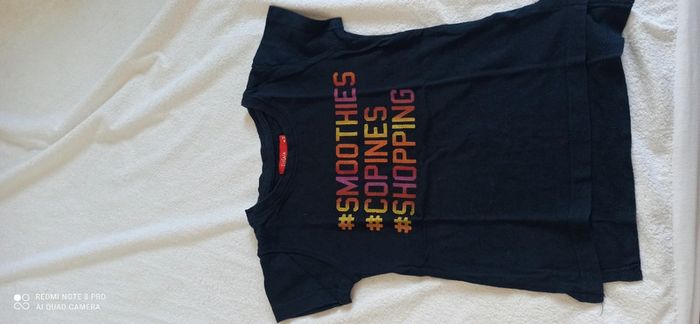 #SMOOTHIES
#COPINES
#SHOPPING
REDMI NOTE 8 PRO
AI QUAD CAMERA